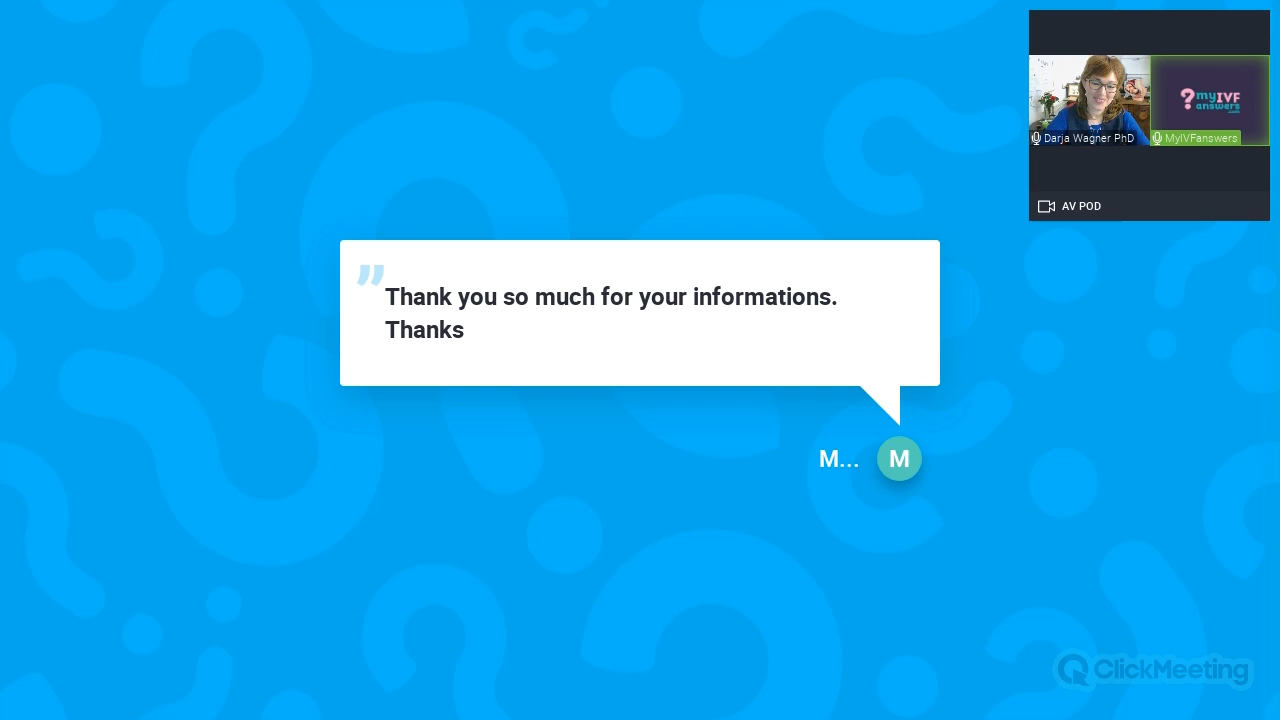 ?myIVF
answers
Darja Wagner PhD
MyIVFanswers
AV POD
” Thank you so much for your informations.
Thanks
M...
M
ClickMeeting